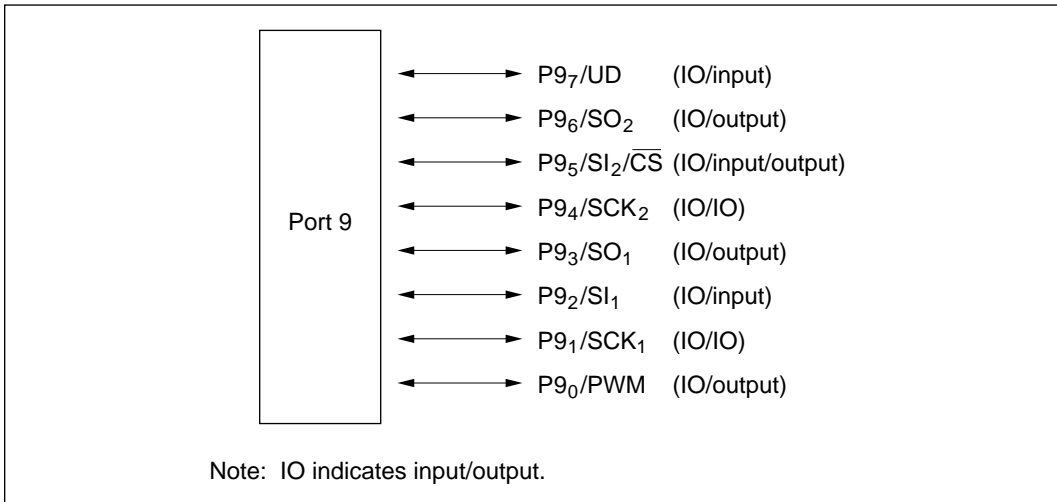 P9₇/UD (IO/input)
P9₆/SO₂ (IO/output)
P9₅/SI₂/C̅S̅ (IO/input/output)
P9₄/SCK₂ (IO/IO)
Port 9
P9₃/SO₁ (IO/output)
P9₂/SI₁ (IO/input)
P9₁/SCK₁ (IO/IO)
P9₀/PWM (IO/output)
Note: IO indicates input/output.